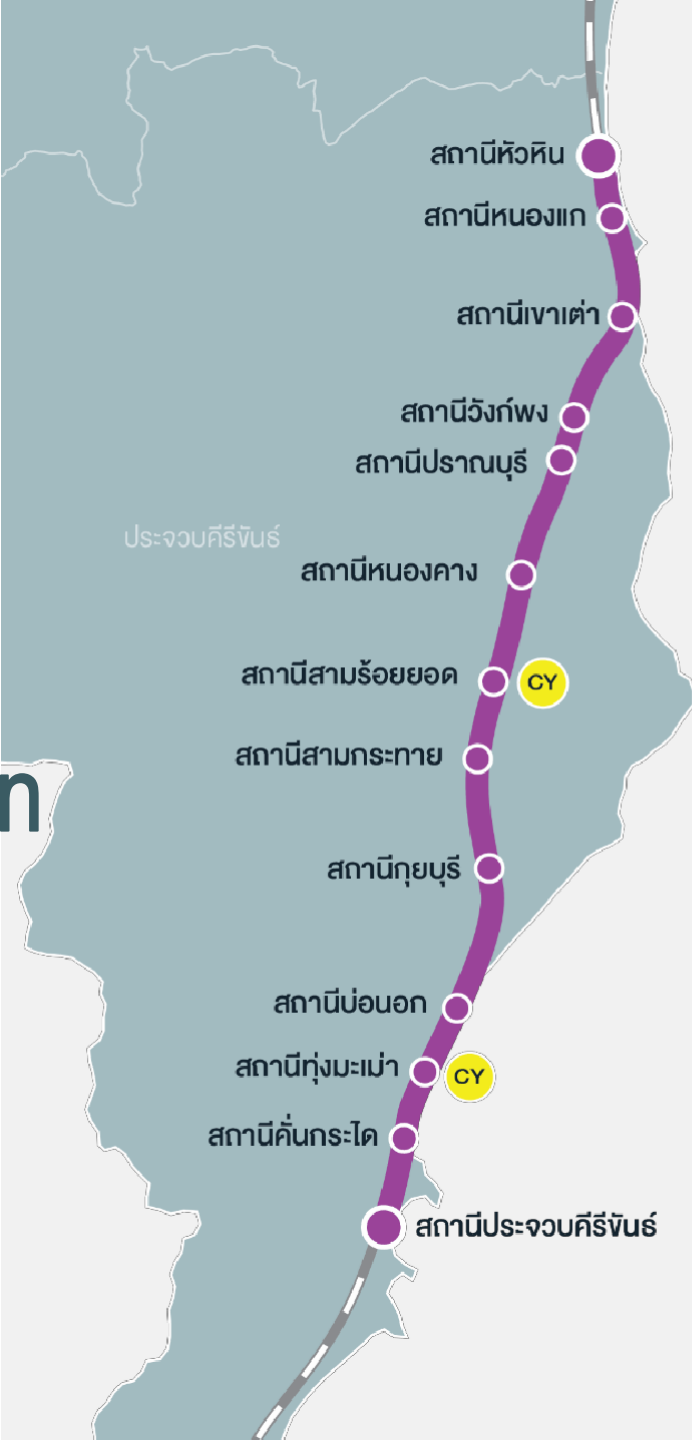 สถานีหัวหิน
สถานีหนองแก
สถานีเขาเต่า
สถานีวังก์พง
สถานีปราณบุรี
ประจวบคีรีขันธ์
สถานีหนองคาง
สถานีสามร้อยยอด
CY
สถานีสามกระทาย
ท
สถานีกุยบุรี
สถานีบ่อนอก
สถานีทุ่งมะเม่า
CY
สถานีคั่นกระได
สถานีประจวบคีรีขันธ์